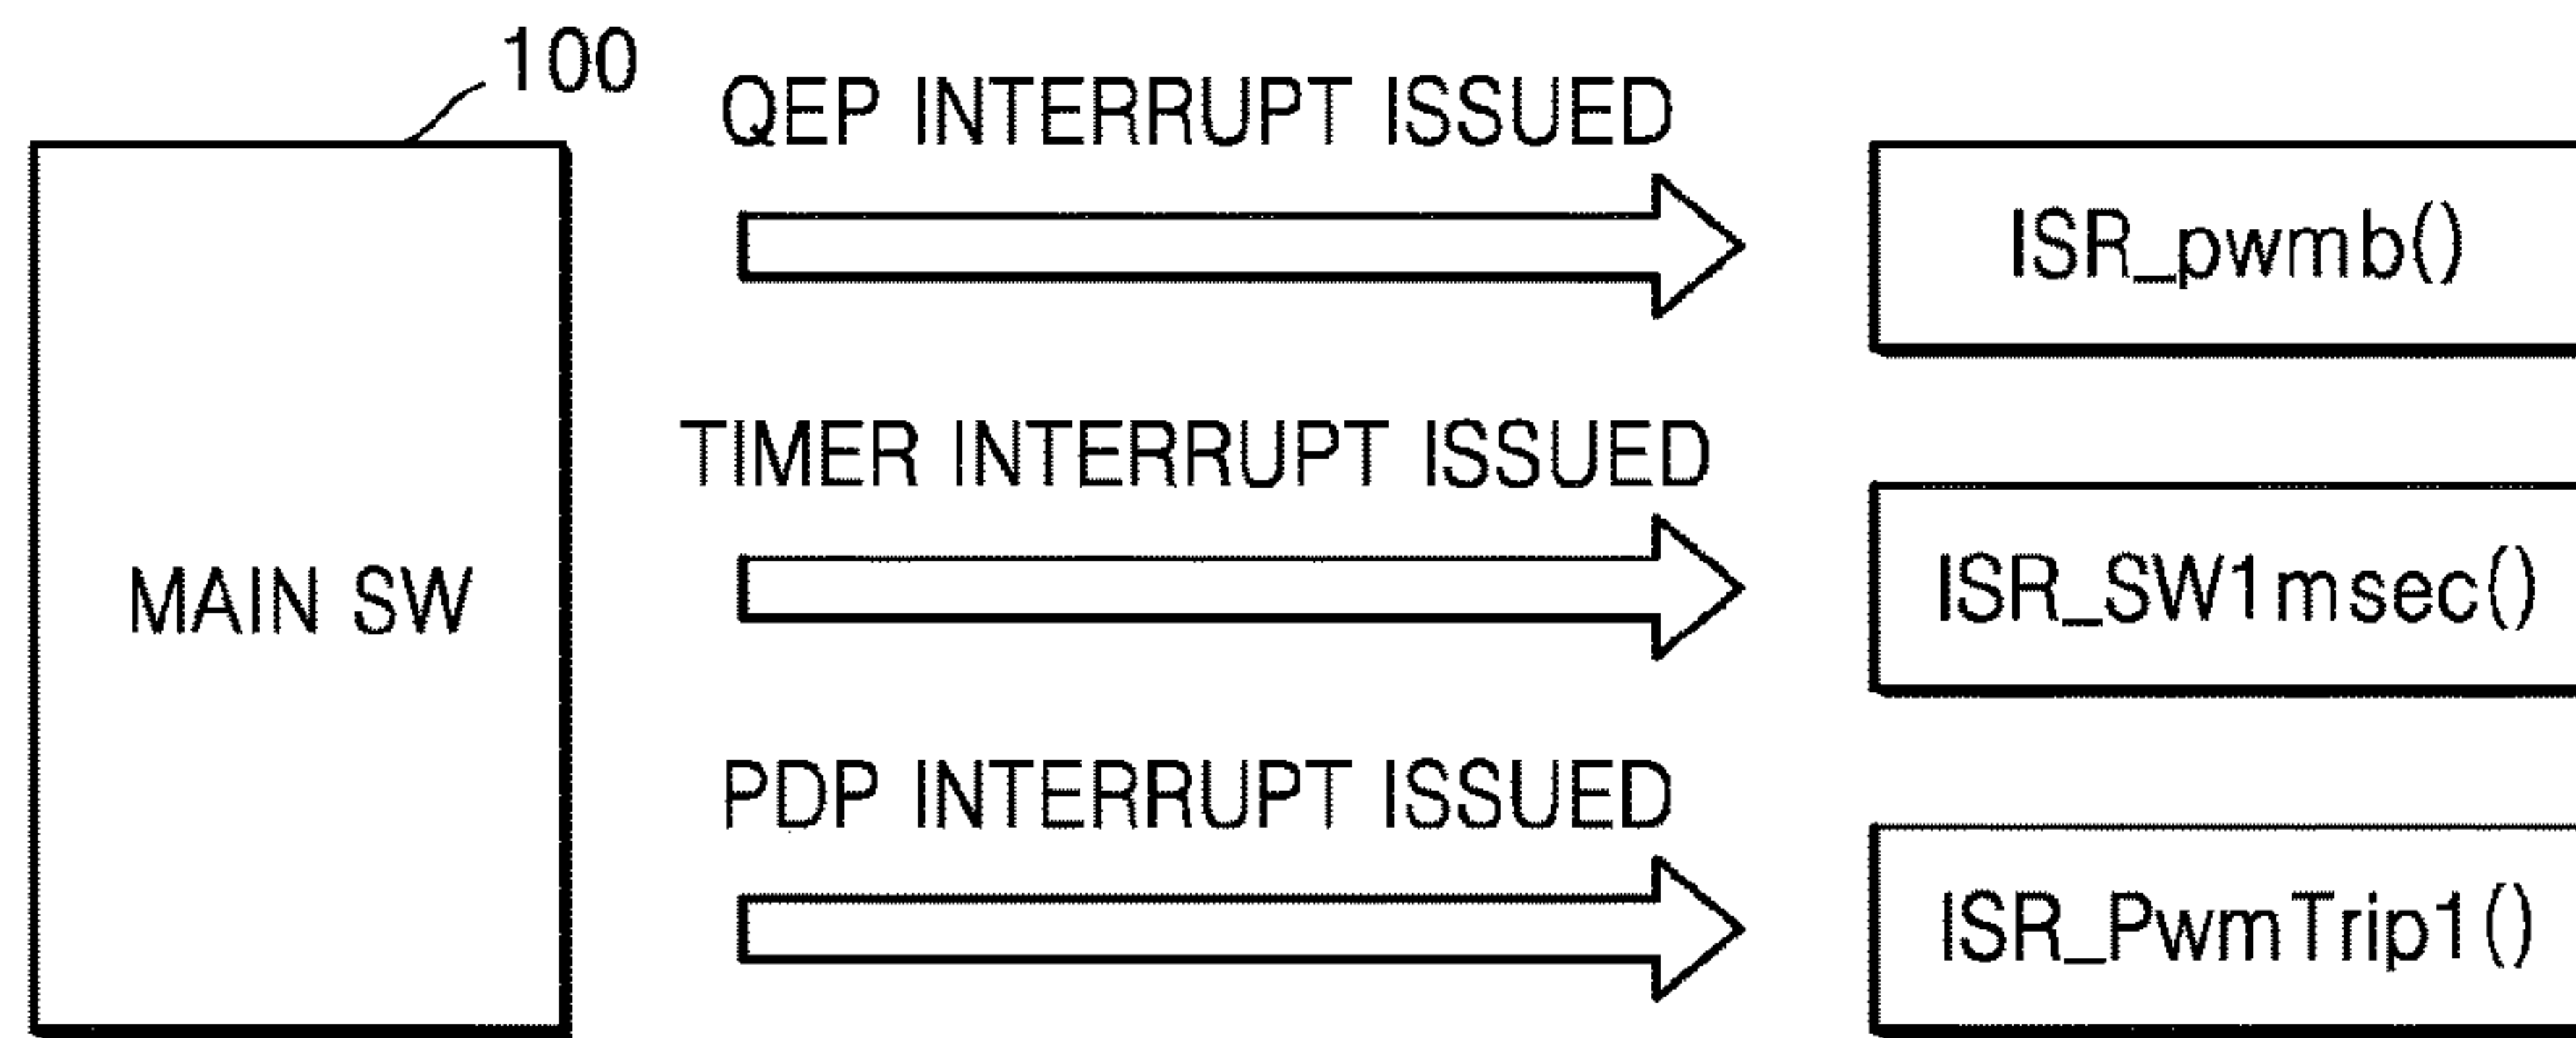 100
QEP INTERRUPT ISSUED
ISR_pwmb()
TIMER INTERRUPT ISSUED
MAIN SW
ISR_SW1msec()
PDP INTERRUPT ISSUED
ISR_PwmTrip1()